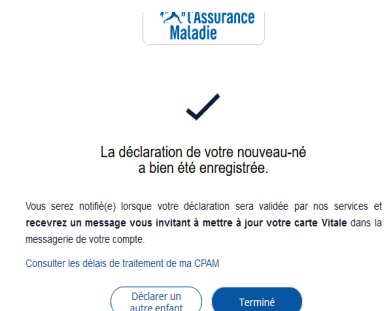 l'Assurance
Maladie
La déclaration de votre nouveau-né
a bien été enregistrée.
Vous serez notifié(e) lorsque votre déclaration sera validée par nos services et
recevrez un message vous invitant à mettre à jour votre carte Vitale dans la
messagerie de votre compte.
Consulter les délais de traitement de ma CPAM
Déclarer un
autre enfant
Terminé